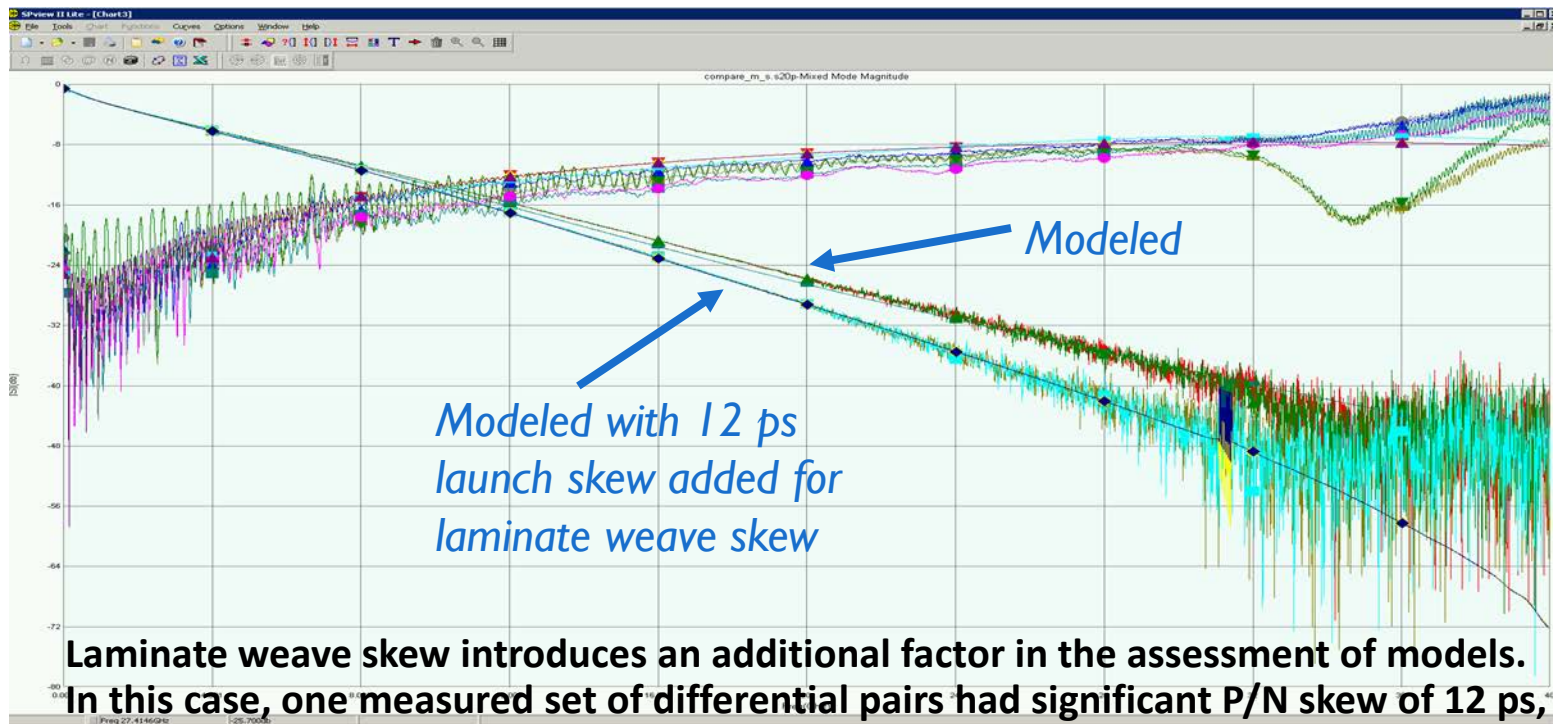 SPview II Lite - [Chart3]
File Tools Chart Functions Curves Options Window Help
compare_m_s.s20p-Mixed Mode Magnitude
0
-8
-16
-24
-32
-40
-48
-56
-64
-72
-80
Modeled
Modeled with 12 ps
launch skew added for
laminate weave skew
Laminate weave skew introduces an additional factor in the assessment of models.
In this case, one measured set of differential pairs had significant P/N skew of 12 ps,
Freq 27.4146GHz